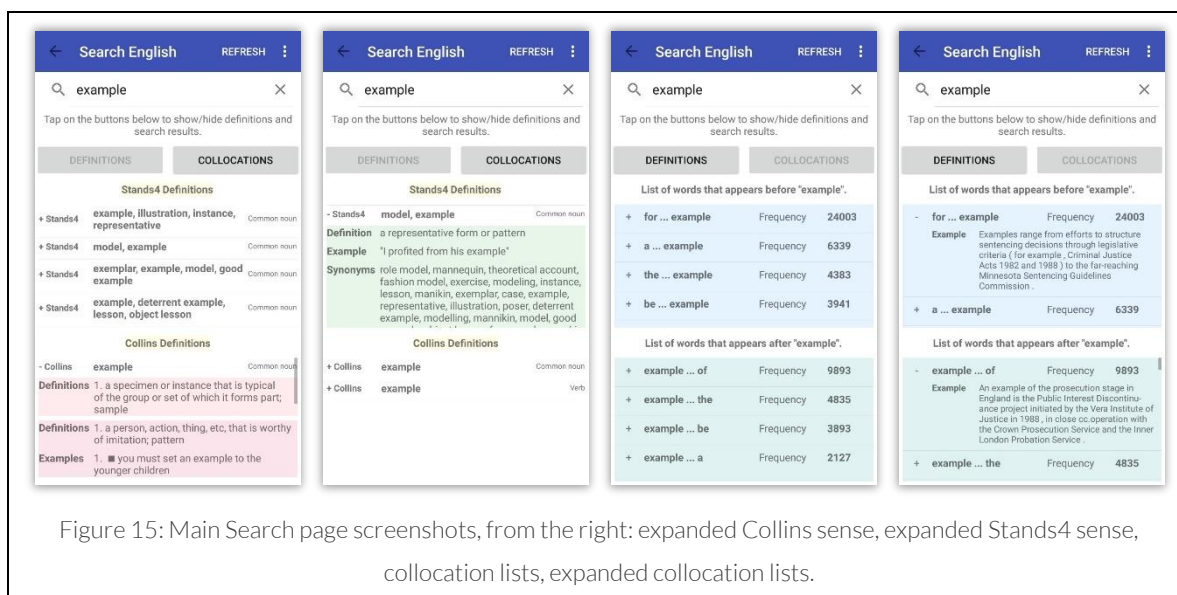 Search English REFRESH
example
Tap on the buttons below to show/hide definitions and
search results.
DEFINITIONS COLLOCATIONS
Stands4 Definitions
+ Stands4 example, illustration, instance, representative Common noun
+ Stands4 model, example Common noun
+ Stands4 exemplar, example, model, good example Common noun
+ Stands4 example, deterrent example, lesson, object lesson Common noun
Collins Definitions
- Collins example Common noun
Definitions 1. a specimen or instance that is typical
of the group or set of which it forms part;
sample
Definitions 1. a person, action, thing, etc, that is worthy
of imitation; pattern
Examples 1. ■ you must set an example to the
younger children
Search English REFRESH
example
Tap on the buttons below to show/hide definitions and
search results.
DEFINITIONS COLLOCATIONS
Stands4 Definitions
- Stands4 model, example Common noun
Definition a representative form or pattern
Example "I profited from his example"
Synonyms role model, mannequin, theoretical account,
fashion model, exercise, modeling, instance,
lesson, manikin, exemplar, case, example,
representative, illustration, poser, deterrent
example, modelling, mannikin, model, good
Collins Definitions
+ Collins example Common noun
+ Collins example Verb
Search English REFRESH
example
Tap on the buttons below to show/hide definitions and
search results.
DEFINITIONS COLLOCATIONS
List of words that appears before "example".
+ for ... example Frequency 24003
+ a ... example Frequency 6339
+ the ... example Frequency 4383
+ be ... example Frequency 3941
List of words that appears after "example".
+ example ... of Frequency 9893
+ example ... the Frequency 4835
+ example ... be Frequency 3893
+ example ... a Frequency 2127
Search English REFRESH
example
Tap on the buttons below to show/hide definitions and
search results.
DEFINITIONS COLLOCATIONS
List of words that appears before "example".
- for ... example Frequency 24003
Example Examples range from efforts to structure
sentencing decisions through legislative
criteria ( for example , Criminal Justice
Acts 1982 and 1988 ) to the far-reaching
Minnesota Sentencing Guidelines
Commission .
+ a ... example Frequency 6339
List of words that appears after "example".
- example ... of Frequency 9893
Example An example of the prosecution stage in
England is the Public Interest Discontinu-
ance project initiated by the Vera Institute of
Justice in 1988 , in close cc.operation with
the Crown Prosecution Service and the Inner
London Probation Service .
+ example ... the Frequency 4835
Figure 15: Main Search page screenshots, from the right: expanded Collins sense, expanded Stands4 sense,
collocation lists, expanded collocation lists.